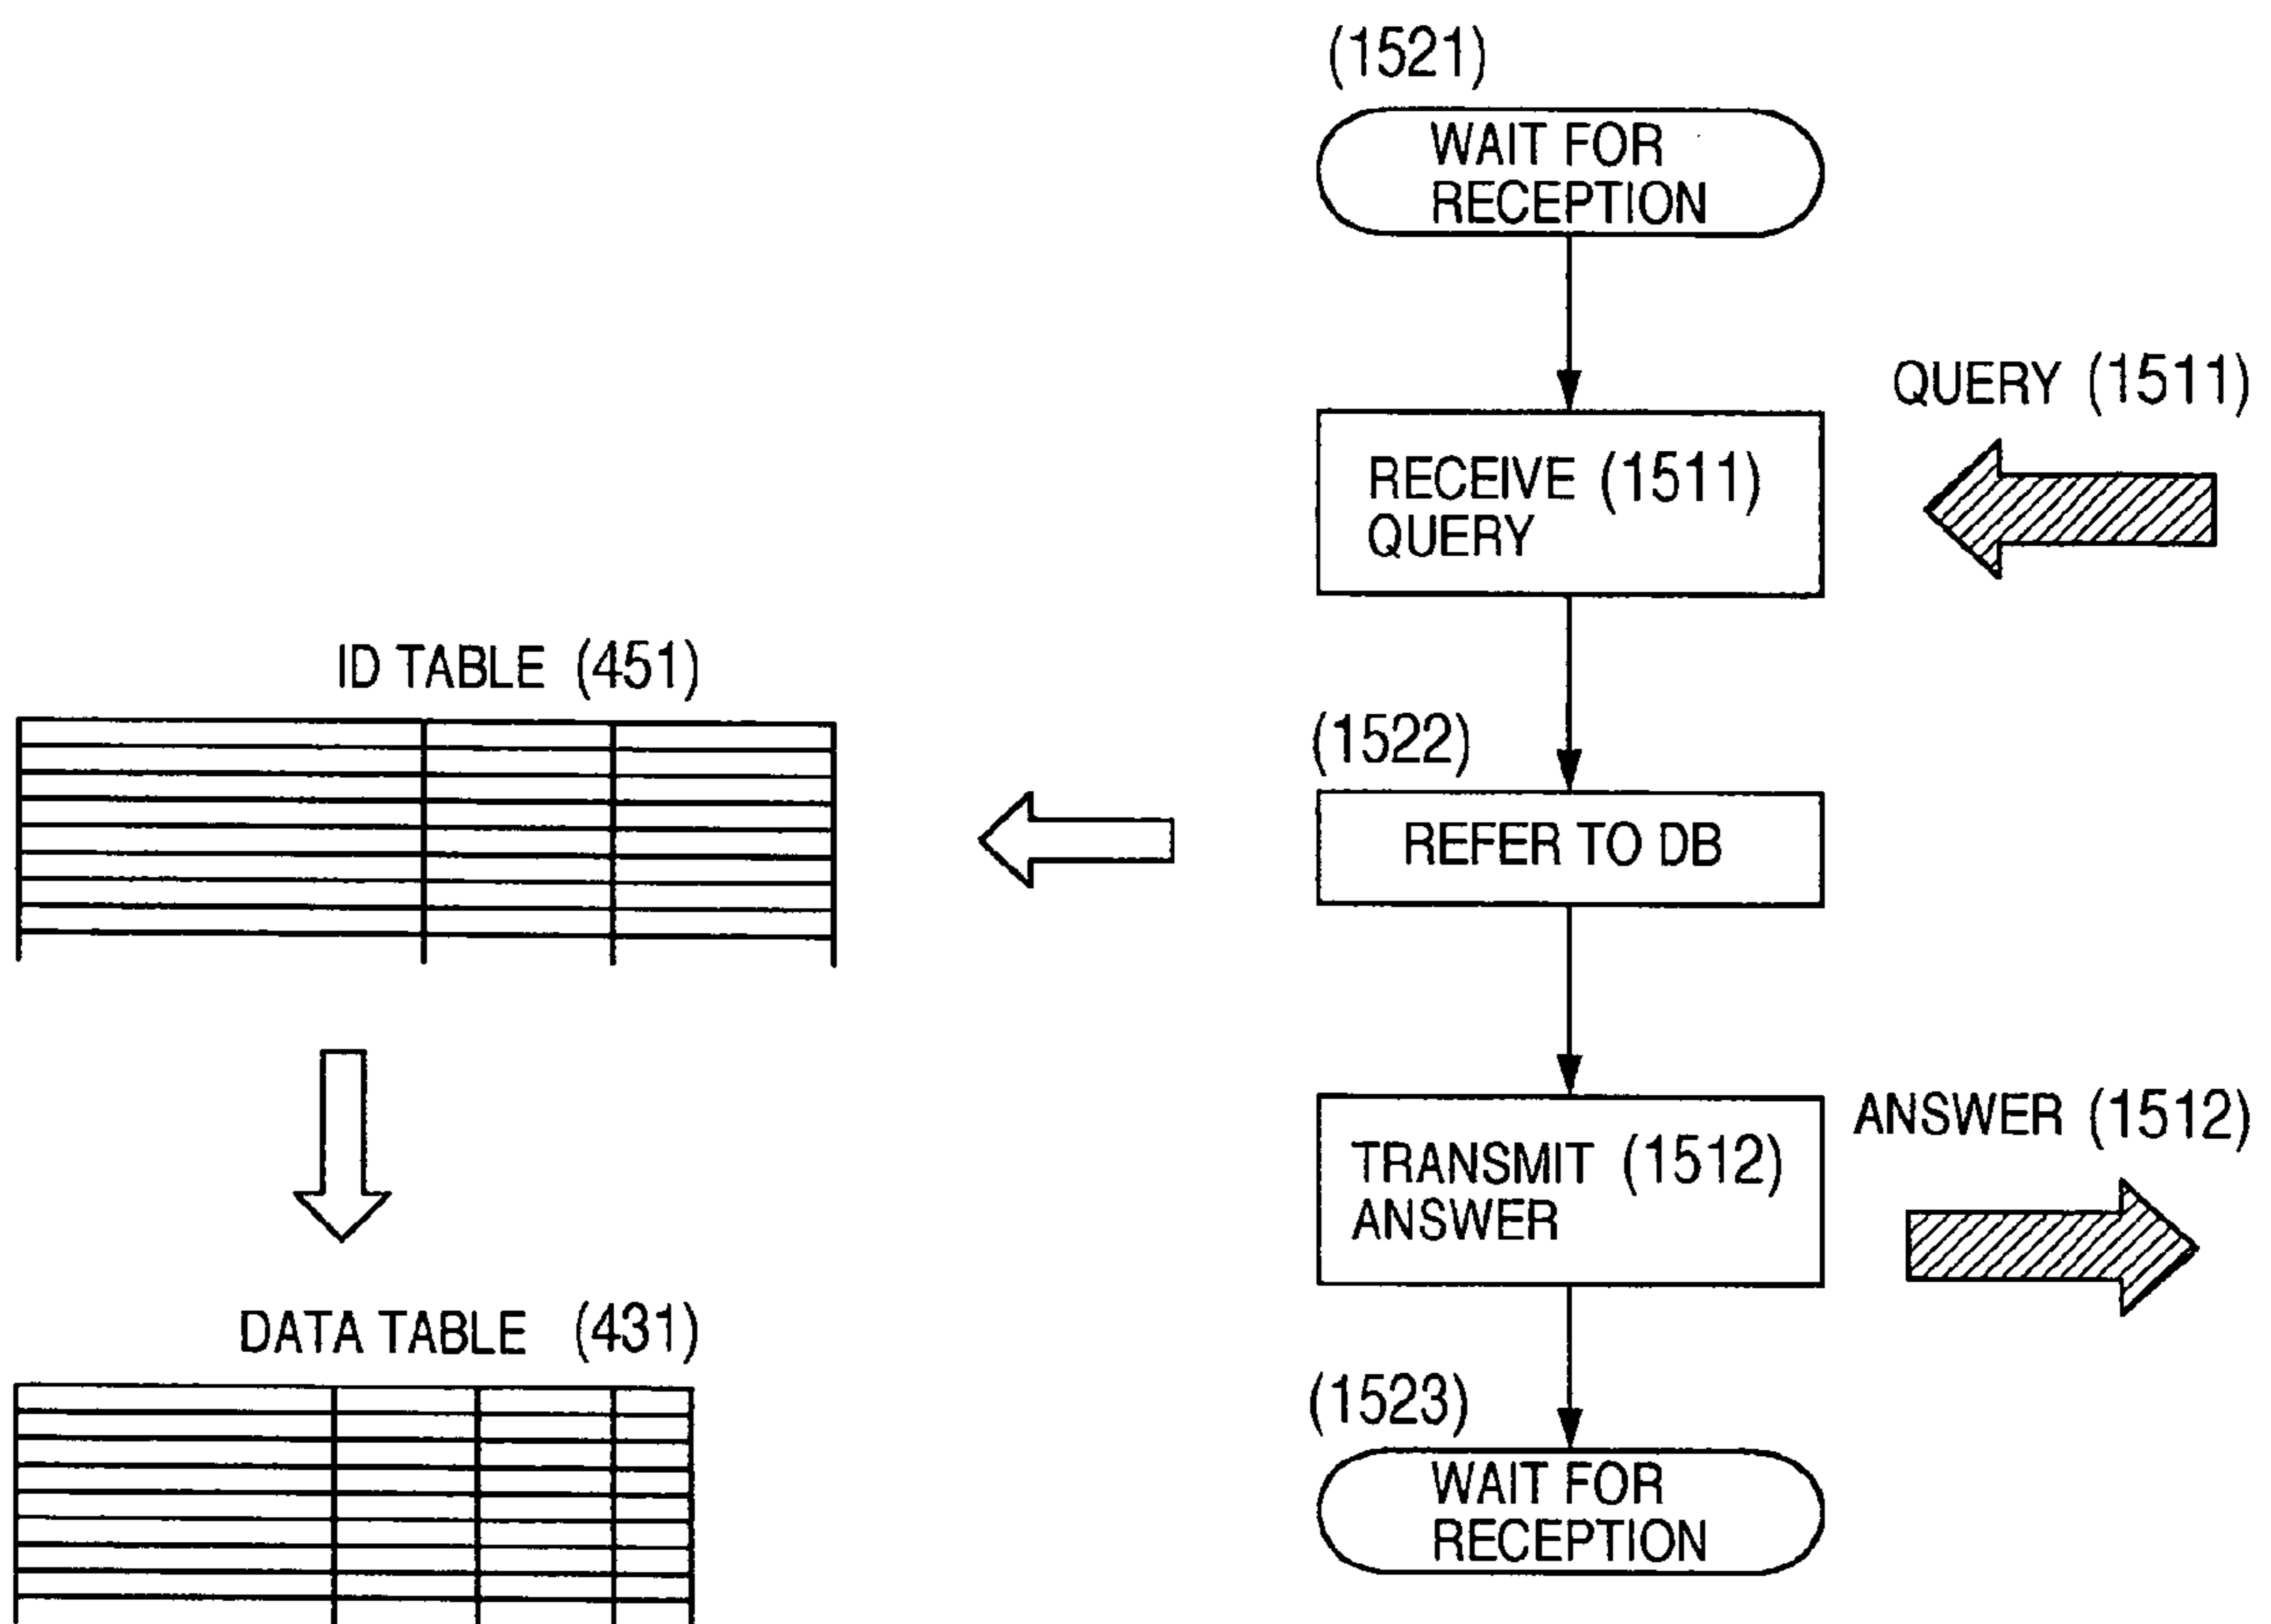 (1521)
WAIT FOR
RECEPTION
QUERY (1511)
RECEIVE (1511)
QUERY
ID TABLE (451)
(1522)
REFER TO DB
ANSWER (1512)
TRANSMIT (1512)
ANSWER
DATA TABLE (431)
(1523)
WAIT FOR
RECEPTION